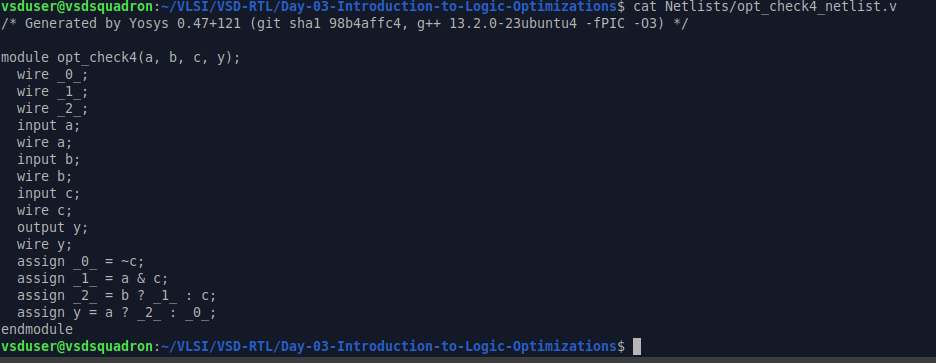 vsduser@vsdsquadron:~/VLSI/VSD-RTL/Day-03-Introduction-to-Logic-Optimizations$ cat Netlists/opt_check4_netlist.v
/* Generated by Yosys 0.47+121 (git sha1 98b4affc4, g++ 13.2.0-23ubuntu4 -fPIC -O3) */

module opt_check4(a, b, c, y);
  wire _0_;
  wire _1_;
  wire _2_;
  input a;
  wire a;
  input b;
  wire b;
  input c;
  wire c;
  output y;
  wire y;
  assign _0_ = ~c;
  assign _1_ = a & c;
  assign _2_ = b ? _1_ : c;
  assign y = a ? _2_ : _0_;
endmodule
vsduser@vsdsquadron:~/VLSI/VSD-RTL/Day-03-Introduction-to-Logic-Optimizations$